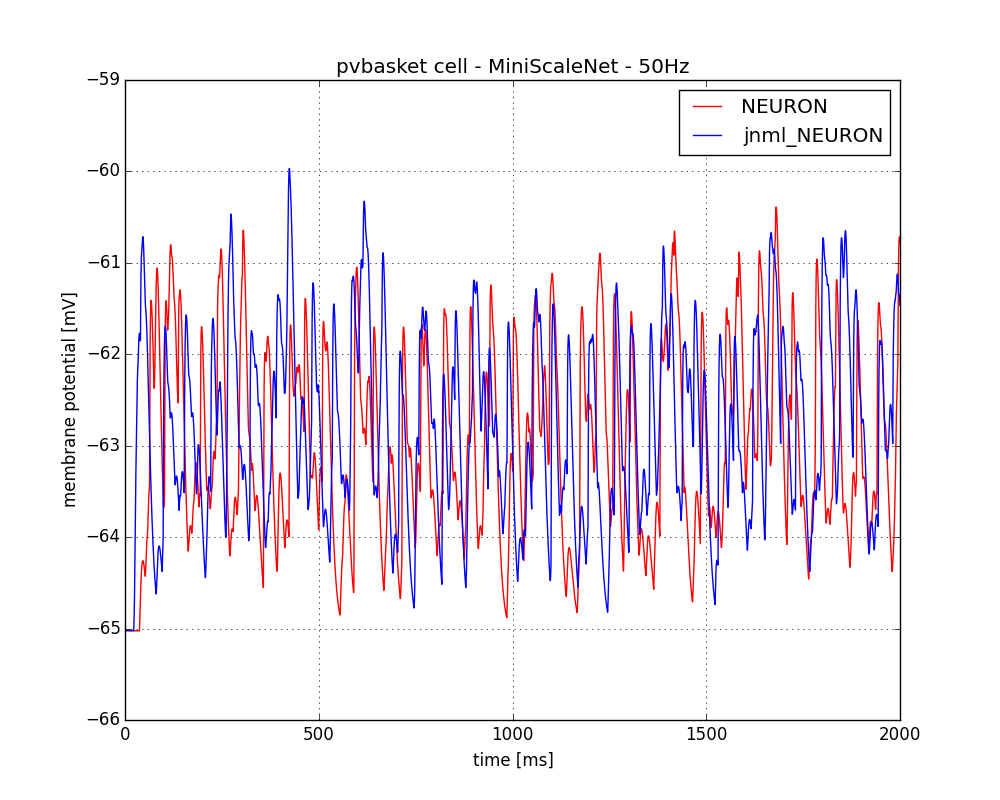 pvbasket cell - MiniScaleNet - 50Hz
NEURON
jnml_NEURON
membrane potential [mV]
−59
−60
−61
−62
−63
−64
−65
−66
0
500
1000
1500
2000
time [ms]